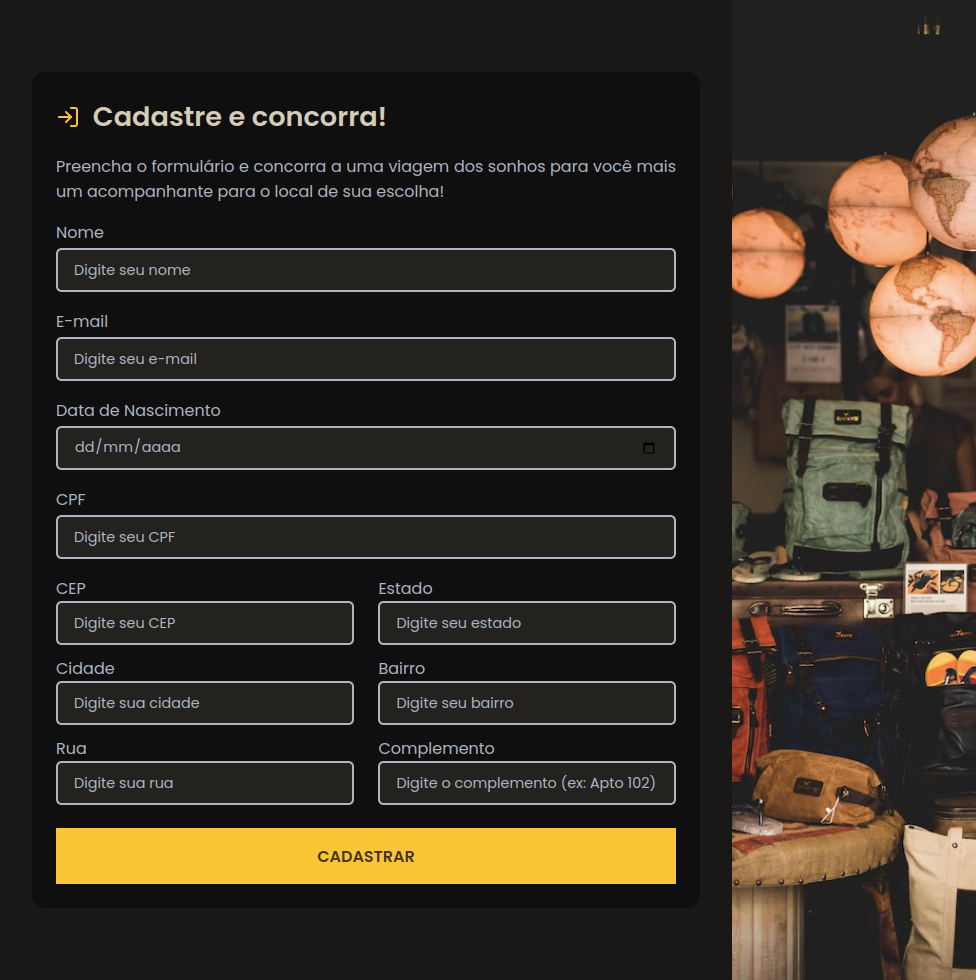 Cadastre e concorra!
Preencha o formulário e concorra a uma viagem dos sonhos para você mais
um acompanhante para o local de sua escolha!
Nome
Digite seu nome
E-mail
Digite seu e-mail
Data de Nascimento
dd/mm/aaaa
CPF
Digite seu CPF
CEP
Estado
Digite seu CEP
Digite seu estado
Cidade
Bairro
Digite sua cidade
Digite seu bairro
Rua
Complemento
Digite sua rua
Digite o complemento (ex: Apto 102)
CADASTRAR